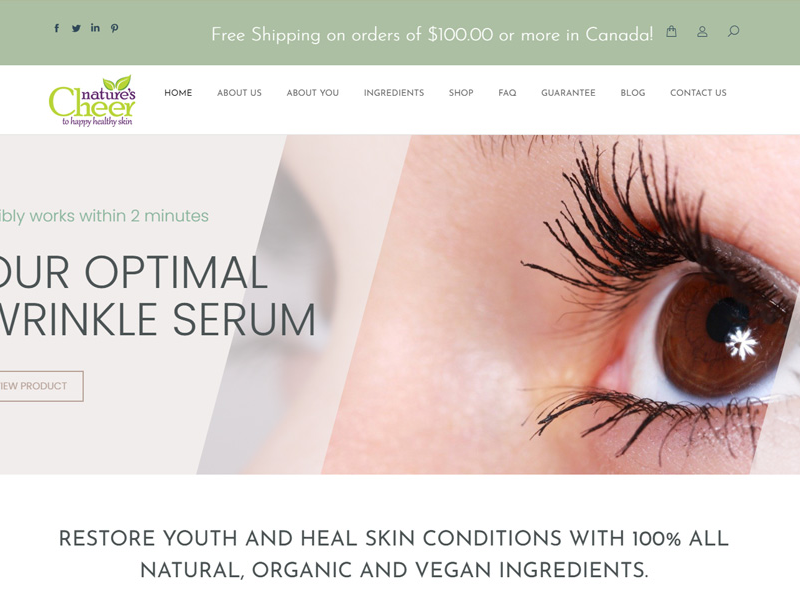 Free Shipping on orders of $100.00 or more in Canada!
nature's
Cheer
to happy healthy skin
HOME ABOUT US ABOUT YOU INGREDIENTS SHOP FAQ GUARANTEE BLOG CONTACT US
ibly works within 2 minutes
OUR OPTIMAL
WRINKLE SERUM
IEW PRODUCT
RESTORE YOUTH AND HEAL SKIN CONDITIONS WITH 100% ALL
NATURAL, ORGANIC AND VEGAN INGREDIENTS.